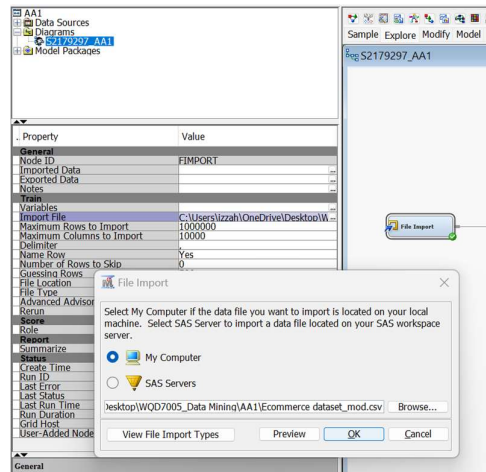 AA1
Data Sources
Diagrams
S2179297_AA1
Model Packages
Sample Explore Modify Model
S2179297_AA1
. Property Value
General
Node ID FIMPORT
Imported Data ...
Exported Data ...
Notes ...
Train
Variables ...
Import File C:\Users\izzah\OneDrive\Desktop\W ...
Maximum Rows to Import 1000000
Maximum Columns to Import 10000
Delimiter ,
Name Row Yes
Number of Rows to Skip 0
Guessing Rows
File Location
File Type
Advanced Advisor
Rerun
Score
Role
Report
Summarize
Status
Create Time
Run ID
Last Error
Last Status
Last Run Time
Run Duration
Grid Host
User-Added Node
General
File Import
File Import
Select My Computer if the data file you want to import is located on your local
machine. Select SAS Server to import a data file located on your SAS workspace
server.
My Computer
SAS Servers
Desktop\WQD7005_Data Mining\AA1\Ecommerce dataset_mod.csv Browse...
View File Import Types Preview OK Cancel